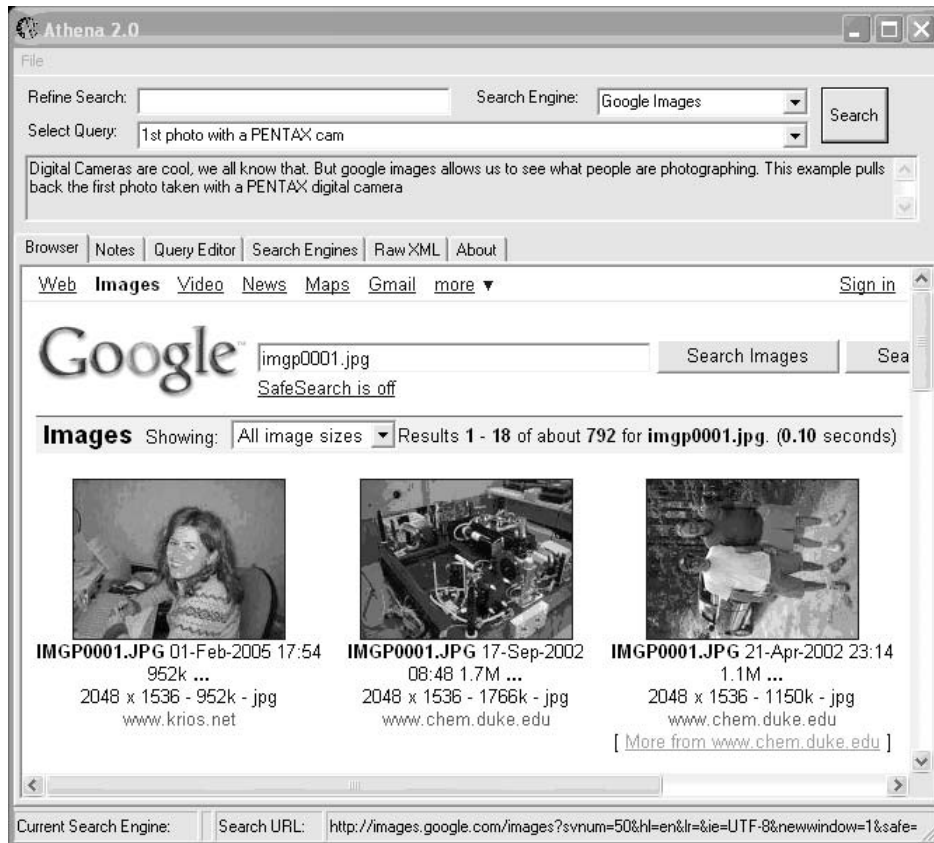 Athena 2.0
File
Refine Search: Search Engine: Google Images Search
Select Query: 1st photo with a PENTAX cam
Digital Cameras are cool, we all know that. But google images allows us to see what people are photographing. This example pulls
back the first photo taken with a PENTAX digital camera
Browser Notes Query Editor Search Engines Raw XML About
Web Images Video News Maps Gmail more ▼ Sign in
Google™ imgp0001.jpg Search Images Sea
SafeSearch is off
Images Showing: All image sizes Results 1 - 18 of about 792 for imgp0001.jpg. (0.10 seconds)
IMGP0001.JPG 01-Feb-2005 17:54 IMGP0001.JPG 17-Sep-2002 IMGP0001.JPG 21-Apr-2002 23:14
952k ... 08:48 1.7M ... 1.1M ...
2048 x 1536 - 952k - jpg 2048 x 1536 - 1766k - jpg 2048 x 1536 - 1150k - jpg
www.krios.net www.chem.duke.edu www.chem.duke.edu
[ More from www.chem.duke.edu ]
Current Search Engine: Search URL: http://images.google.com/images?svnum=50&hl=en&lr=&ie=UTF-8&newwindow=1&safe=